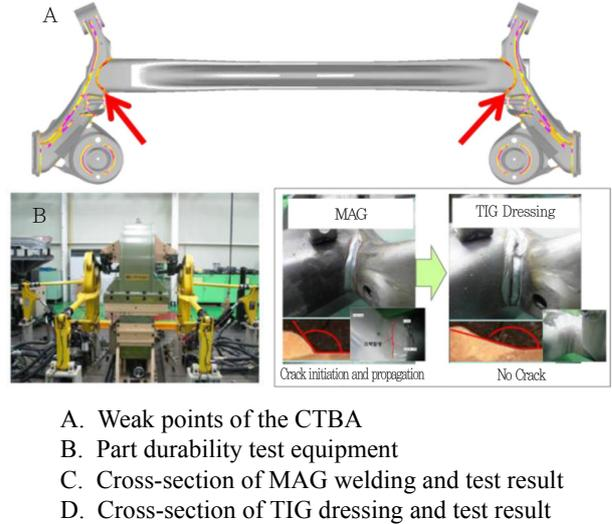 A
B
MAG
TIG Dressing
Crack initiation and propagation
No Crack
A. Weak points of the CTBA
B. Part durability test equipment
C. Cross-section of MAG welding and test result
D. Cross-section of TIG dressing and test result